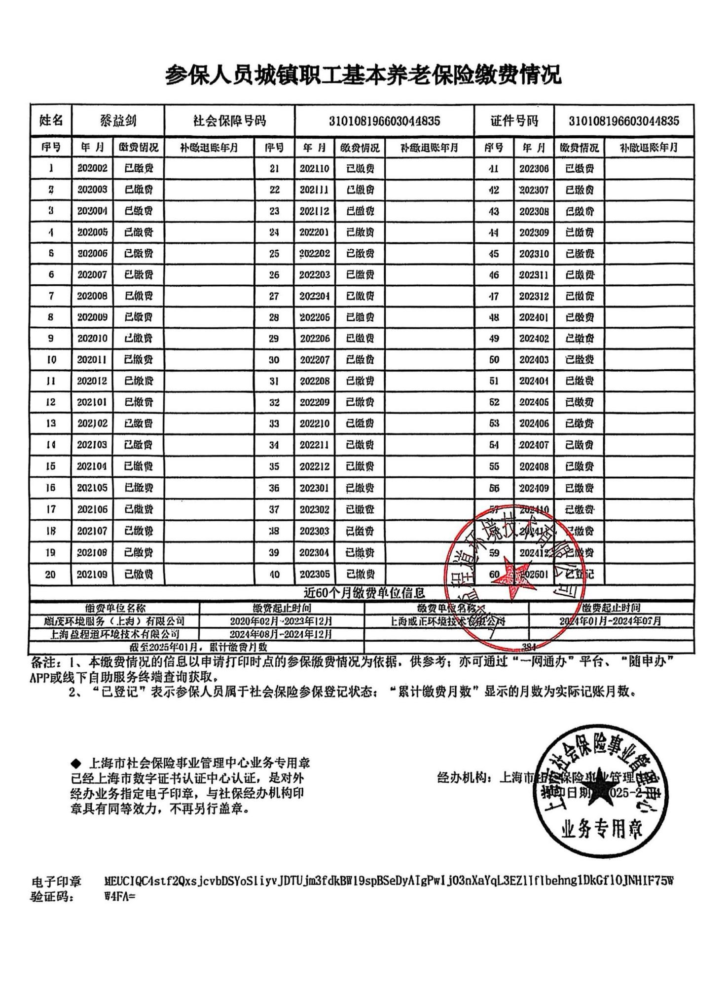 参保人员城镇职工基本养老保险缴费情况
姓名 蔡益剑 社会保障号码 310108196603044835 证件号码 310108196603044835
序号 年 月 缴费情况 补缴退账年月 序号 年 月 缴费情况 补缴退账年月 序号 年 月 缴费情况 补缴退账年月
1 202002 已缴费 21 202110 已缴费 41 202306 已缴费
2 202003 已缴费 22 202111 已缴费 42 202307 已缴费
3 202004 已缴费 23 202112 已缴费 43 202308 已缴费
4 202005 已缴费 24 202201 已缴费 44 202309 已缴费
5 202006 已缴费 25 202202 已缴费 45 202310 已缴费
6 202007 已缴费 26 202203 已缴费 46 202311 已缴费
7 202008 已缴费 27 202204 已缴费 47 202312 已缴费
8 202009 已缴费 28 202205 已缴费 48 202401 已缴费
9 202010 已缴费 29 202206 已缴费 49 202402 已缴费
10 202011 已缴费 30 202207 已缴费 50 202403 已缴费
11 202012 已缴费 31 202208 已缴费 51 202404 已缴费
12 202101 已缴费 32 202209 已缴费 52 202405 已缴费
13 202102 已缴费 33 202210 已缴费 53 202406 已缴费
14 202103 已缴费 34 202211 已缴费 54 202407 已缴费
15 202104 已缴费 35 202212 已缴费 55 202408 已缴费
16 202105 已缴费 36 202301 已缴费 56 202409 已缴费
17 202106 已缴费 37 202302 已缴费 57 202410 已缴费
18 202107 已缴费 38 202303 已缴费 202411 已缴费
19 202108 已缴费 39 202304 已缴费 59 202412 已缴费
20 202109 已缴费 40 202305 已缴费 60 202501 已登记
近60个月缴费单位信息
缴费单位名称 缴费起止时间 缴费单位名称 缴费起止时间
环境服务（上海）有限公司 2020年02月-2023年12月 上海威正环境技术有限公司 2024年01月-2024年07月
上海益程道环境技术有限公司 2024年08月-2024年12月
截至2025年01月，累计缴费月数 384
备注：1、本缴费情况的信息以申请打印时点的参保缴费情况为依据，供参考；亦可通过“一网通办”平台、“随申办”
APP或线下自助服务终端查询获取。
2、“已登记”表示参保人员属于社会保险参保登记状态；“累计缴费月数”显示的月数为实际记账月数。
◆ 上海市社会保险事业管理中心业务专用章
已经上海市数字证书认证中心认证，是对外
经办业务指定电子印章，与社保经办机构印
章具有同等效力，不再另行盖章。
经办机构：上海市社会保险事业管理中心
打印日期：2025-2-
上海市社会保险事业管理中心
业务专用章
电子印章 MEUCIQC4stf2QxsjcvbDSYoSliyvJDTUjm3fdkBW19spBSeDyAIgPwIjO3nXaYqL3EZlIflbehng1DkGf1OJNHIF75W
验证码： W4FA=